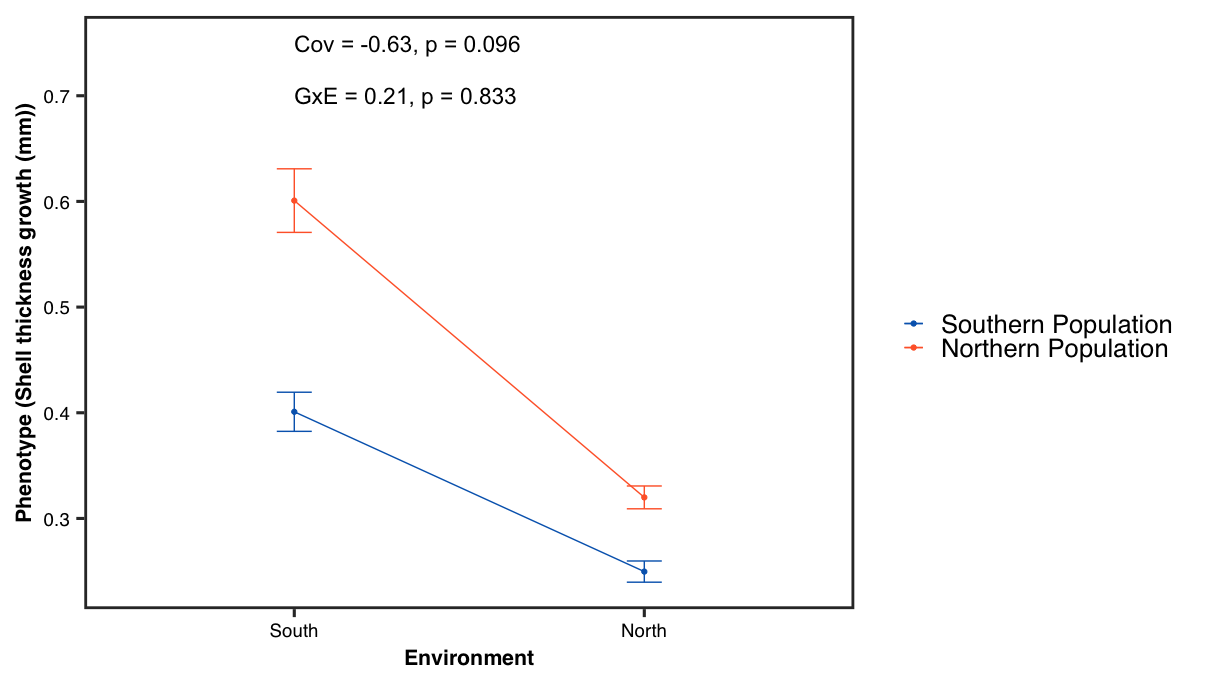 Cov = -0.63, p = 0.096
GxE = 0.21, p = 0.833
Phenotype (Shell thickness growth (mm))
0.7
0.6
0.5
0.4
0.3
South
North
Environment
Southern Population
Northern Population